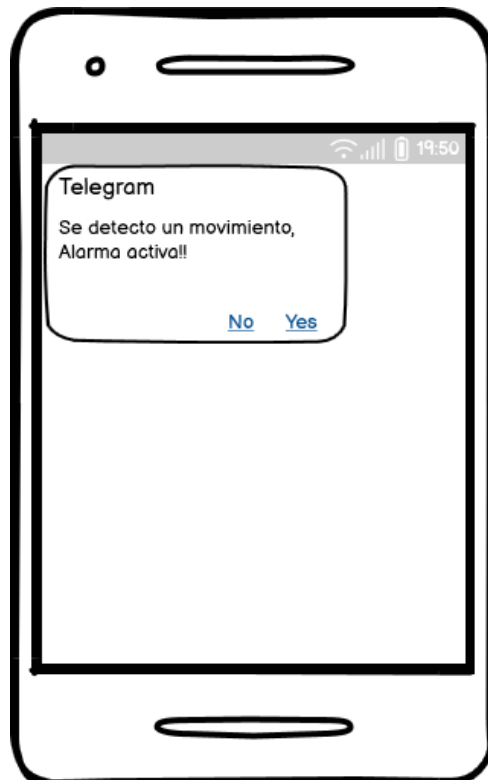 19:50
Telegram
Se detecto un movimiento,
Alarma activa!!
No Yes